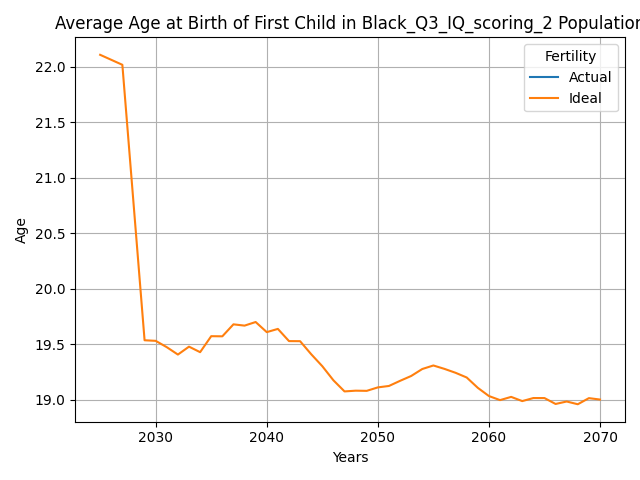 Average Age at Birth of First Child in Black_Q3_IQ_scoring_2 Population
Fertility
Actual
Ideal
22.0
21.5
21.0
20.5
20.0
19.5
19.0
Age
2030 2040 2050 2060 2070
Years